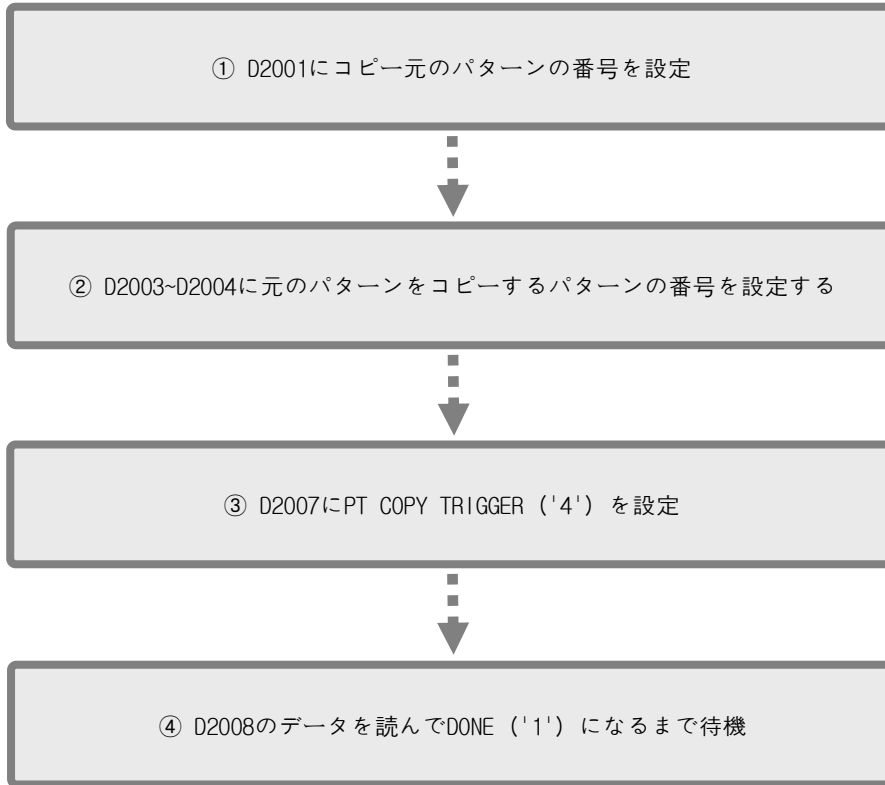 ① D2001にコピー元のパターンの番号を設定
② D2003~D2004に元のパターンをコピーするパターンの番号を設定する
③ D2007にPT COPY TRIGGER ('4') を設定
④ D2008のデータを読んでDONE ('1') になるまで待機